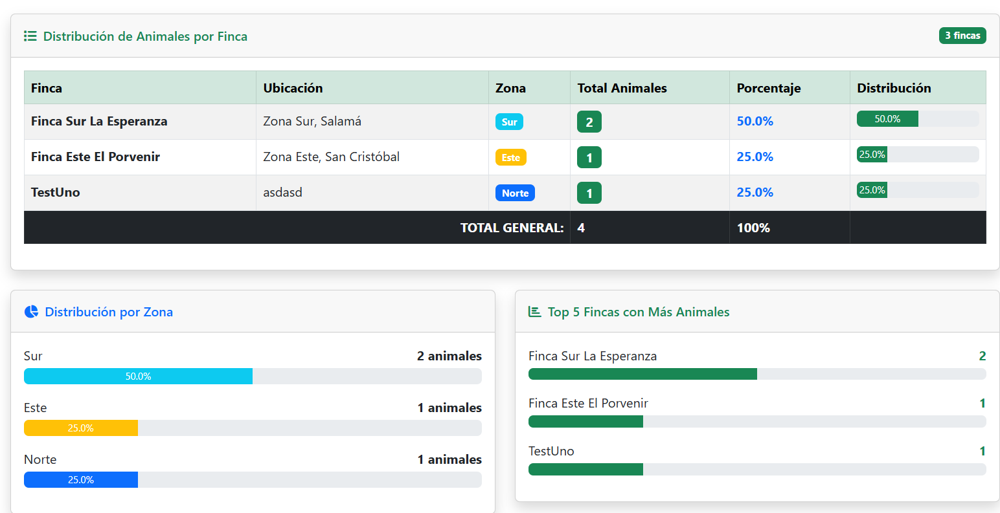 Distribución de Animales por Finca
3 fincas
Finca Ubicación Zona Total Animales Porcentaje Distribución
Finca Sur La Esperanza Zona Sur, Salamá Sur 2 50.0% 50.0%
Finca Este El Porvenir Zona Este, San Cristóbal Este 1 25.0% 25.0%
TestUno asdasd Norte 1 25.0% 25.0%
TOTAL GENERAL: 4 100%
Distribución por Zona
Sur 2 animales
50.0%
Este 1 animales
25.0%
Norte 1 animales
25.0%
Top 5 Fincas con Más Animales
Finca Sur La Esperanza 2
Finca Este El Porvenir 1
TestUno 1